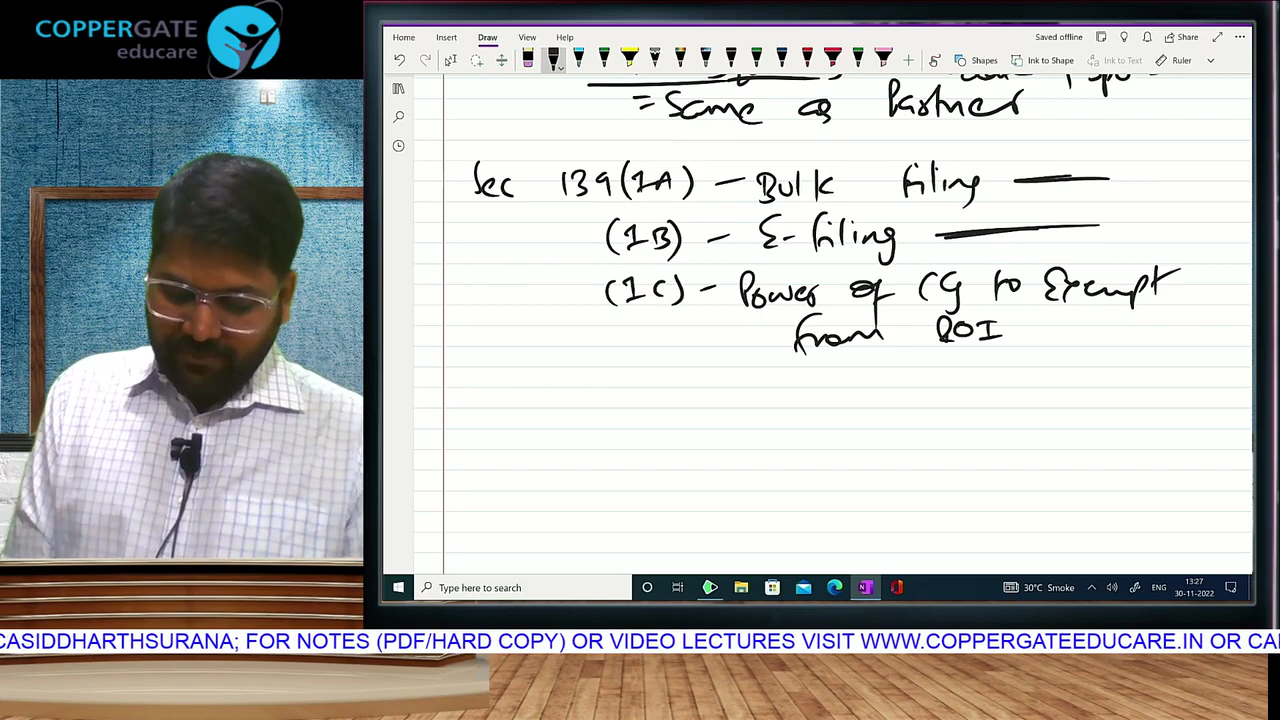 COPPERGATE
educare
Home Insert Draw View Help
Saved offline Share
Shapes Ink to Shape Ink to Text Ruler
= Same as Partner
Sec 139(1A) - Bulk filing
(1B) - E-filing
(1C) - Power of CG to Exempt
from ROI
Type here to search
30°C Smoke ENG
13:27
30-11-2022
CASIDDHARTHSURANA; FOR NOTES (PDF/HARD COPY) OR VIDEO LECTURES VISIT WWW.COPPERGATEEDUCARE.IN OR CA